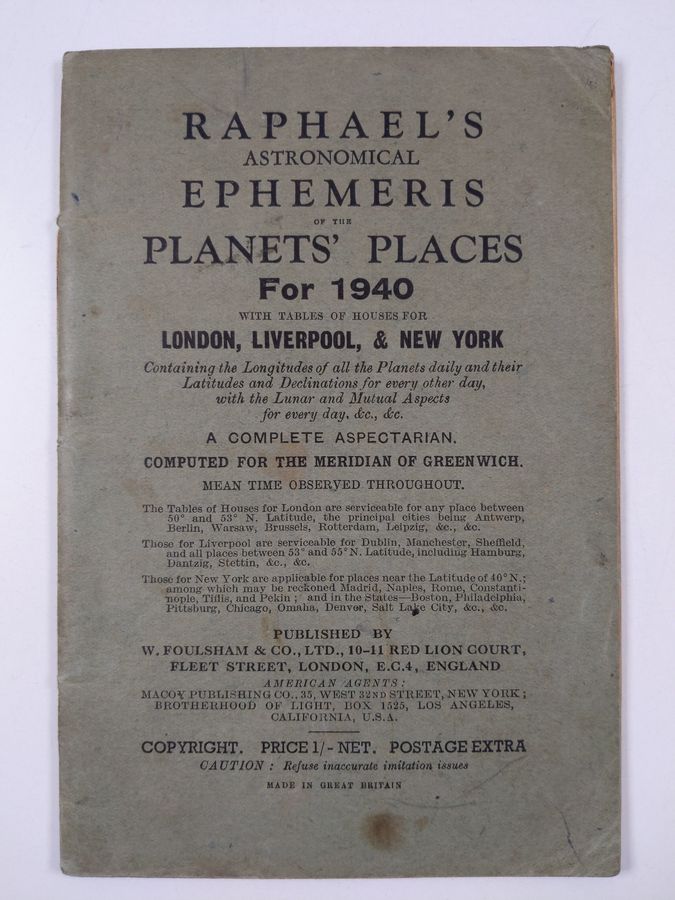 RAPHAEL'S
ASTRONOMICAL
EPHEMERIS
OF THE
PLANETS' PLACES
For 1940
WITH TABLES OF HOUSES FOR
LONDON, LIVERPOOL, & NEW YORK
Containing the Longitudes of all the Planets daily and their
Latitudes and Declinations for every other day,
with the Lunar and Mutual Aspects
for every day, &c., &c.
A COMPLETE ASPECTARIAN.
COMPUTED FOR THE MERIDIAN OF GREENWICH.
MEAN TIME OBSERVED THROUGHOUT.
The Tables of Houses for London are serviceable for any place between
50° and 53° N. Latitude, the principal cities being Antwerp,
Berlin, Warsaw, Brussels, Rotterdam, Leipzig, &c., &c.
Those for Liverpool are serviceable for Dublin, Manchester, Sheffield,
and all places between 53° and 55° N. Latitude, including Hamburg,
Dantzig, Stettin, &c., &c.
Those for New York are applicable for places near the Latitude of 40° N.;
among which may be reckoned Madrid, Naples, Rome, Constanti-
nople, Tiflis, and Pekin; and in the States—Boston, Philadelphia,
Pittsburg, Chicago, Omaha, Denver, Salt Lake City, &c., &c.
PUBLISHED BY
W. FOULSHAM & CO., LTD., 10-11 RED LION COURT,
FLEET STREET, LONDON, E.C.4, ENGLAND
AMERICAN AGENTS:
MACOY PUBLISHING CO., 35, WEST 32ND STREET, NEW YORK;
BROTHERHOOD OF LIGHT, BOX 1525, LOS ANGELES,
CALIFORNIA, U.S.A.
COPYRIGHT. PRICE 1/- NET. POSTAGE EXTRA
CAUTION: Refuse inaccurate imitation issues
MADE IN GREAT BRITAIN